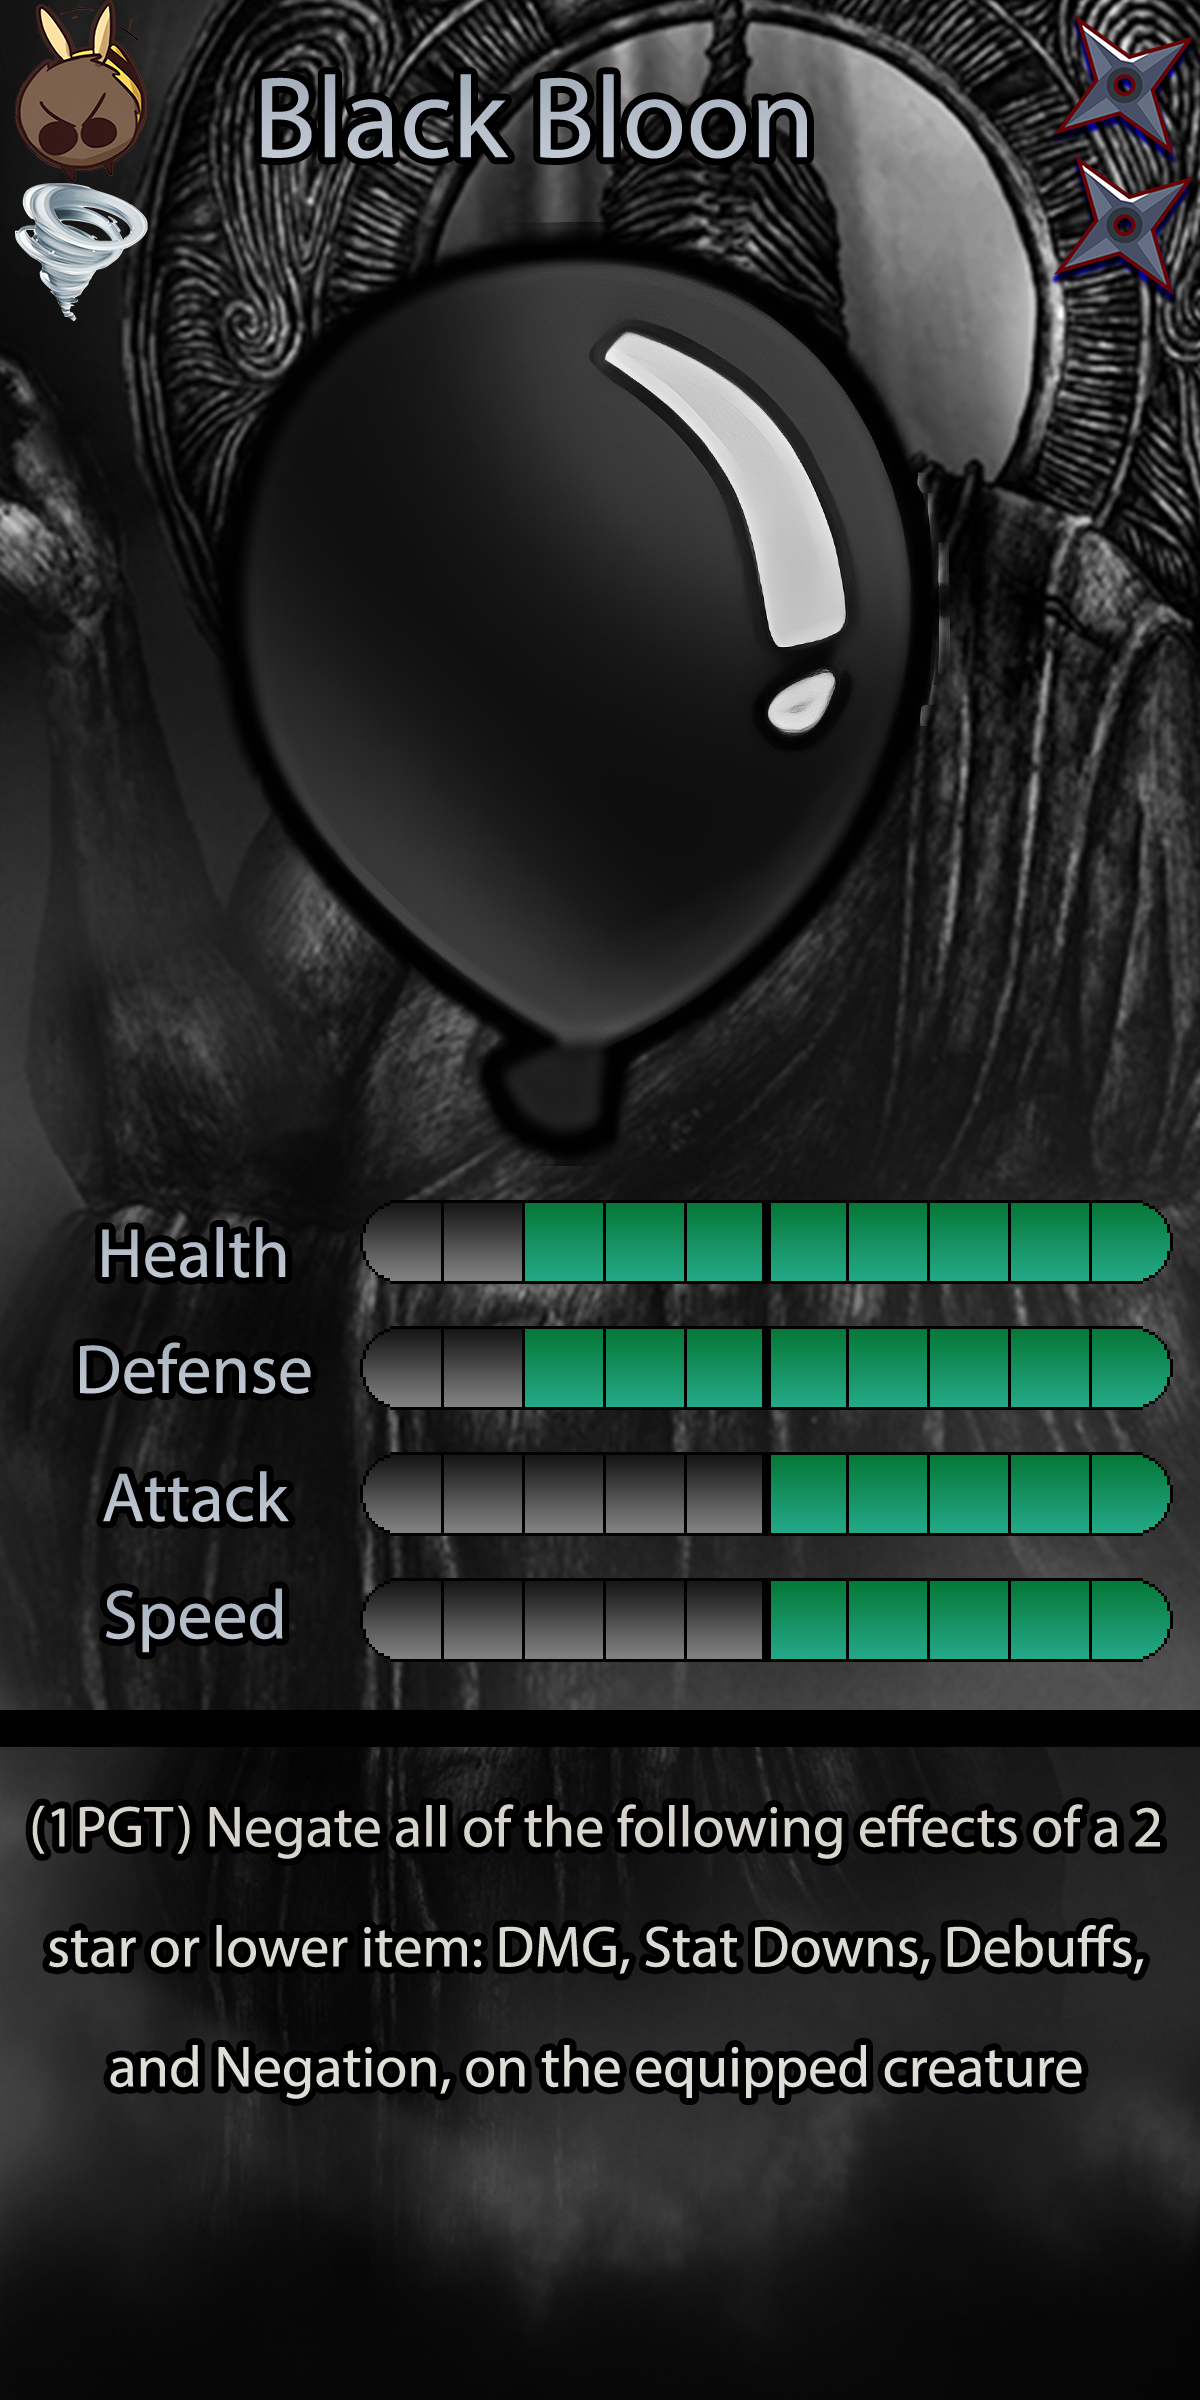 Black Bloon
Health
Defense
Attack
Speed
(1PGT) Negate all of the following effects of a 2
star or lower item: DMG, Stat Downs, Debuffs,
and Negation, on the equipped creature